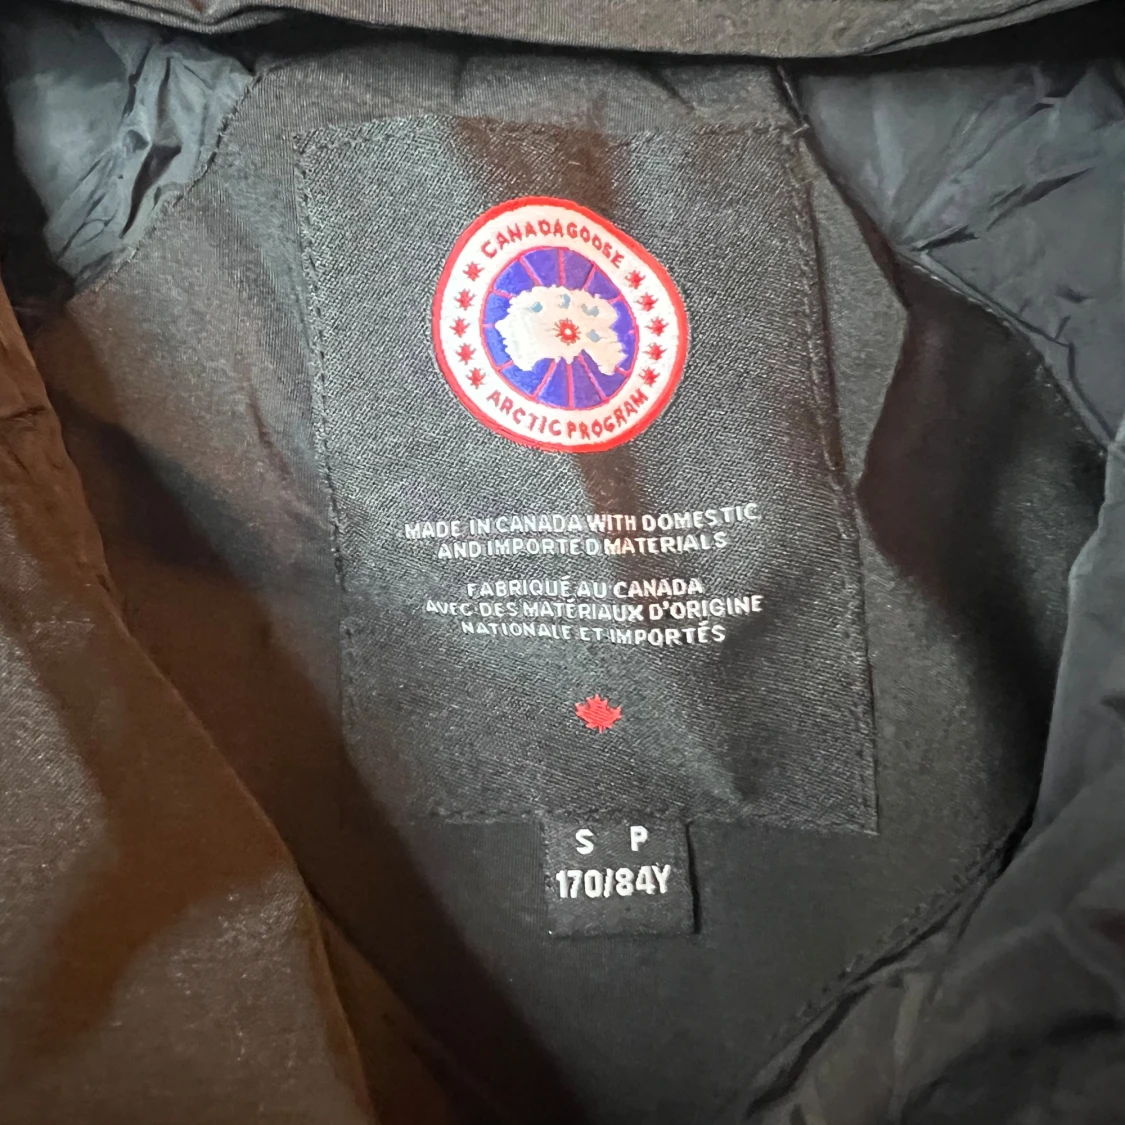 CANADA GOOSE
ARCTIC PROGRAM
MADE IN CANADA WITH DOMESTIC
AND IMPORTED MATERIALS
FABRIQUÉ AU CANADA
AVEC DES MATÉRIAUX D'ORIGINE
NATIONALE ET IMPORTÉS
S P
170/84Y